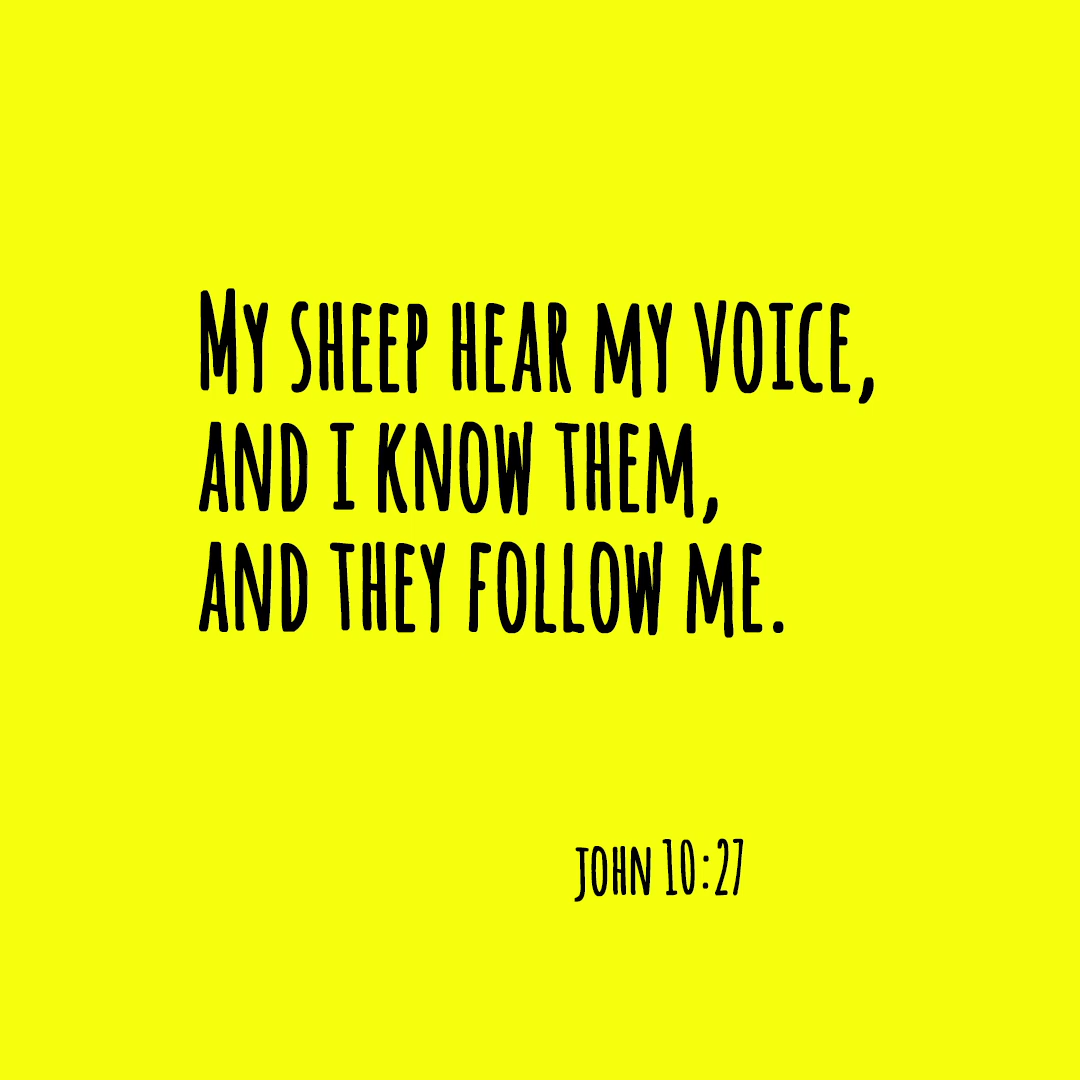 My sheep hear my voice,
and I know them,
and they follow me.
John 10:27